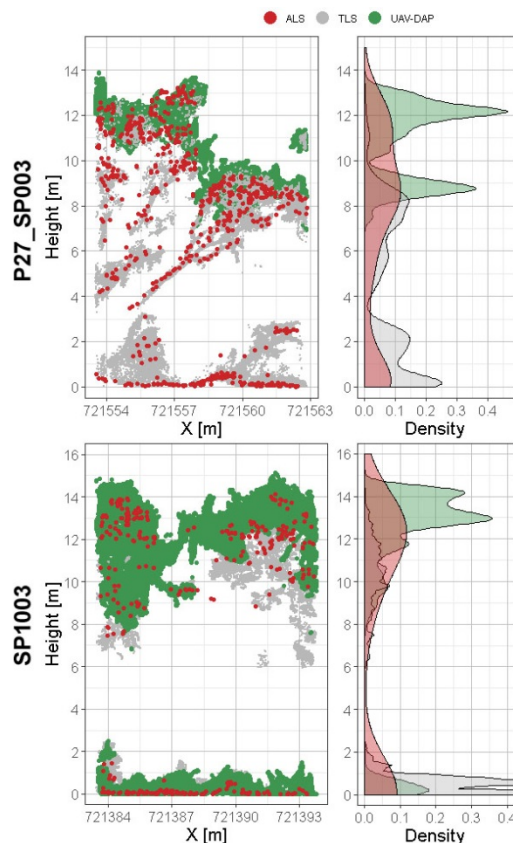 ALS TLS UAV-DAP
P27_SP003
Height [m]
14
12
10
8
6
4
2
0
721554 721557 721560 721563
X [m]
14
12
10
8
6
4
2
0
0.0 0.1 0.2 0.3 0.4
Density
SP1003
Height [m]
16
14
12
10
8
6
4
2
0
721384 721387 721390 721393
X [m]
16
14
12
10
8
6
4
2
0
0.0 0.1 0.2 0.3 0.4
Density